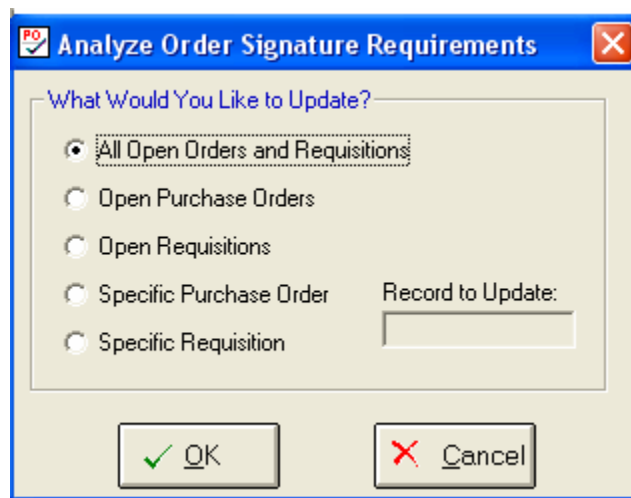 PO
Analyze Order Signature Requirements
What Would You Like to Update?
All Open Orders and Requisitions
Open Purchase Orders
Open Requisitions
Specific Purchase Order
Record to Update:
Specific Requisition
OK
Cancel